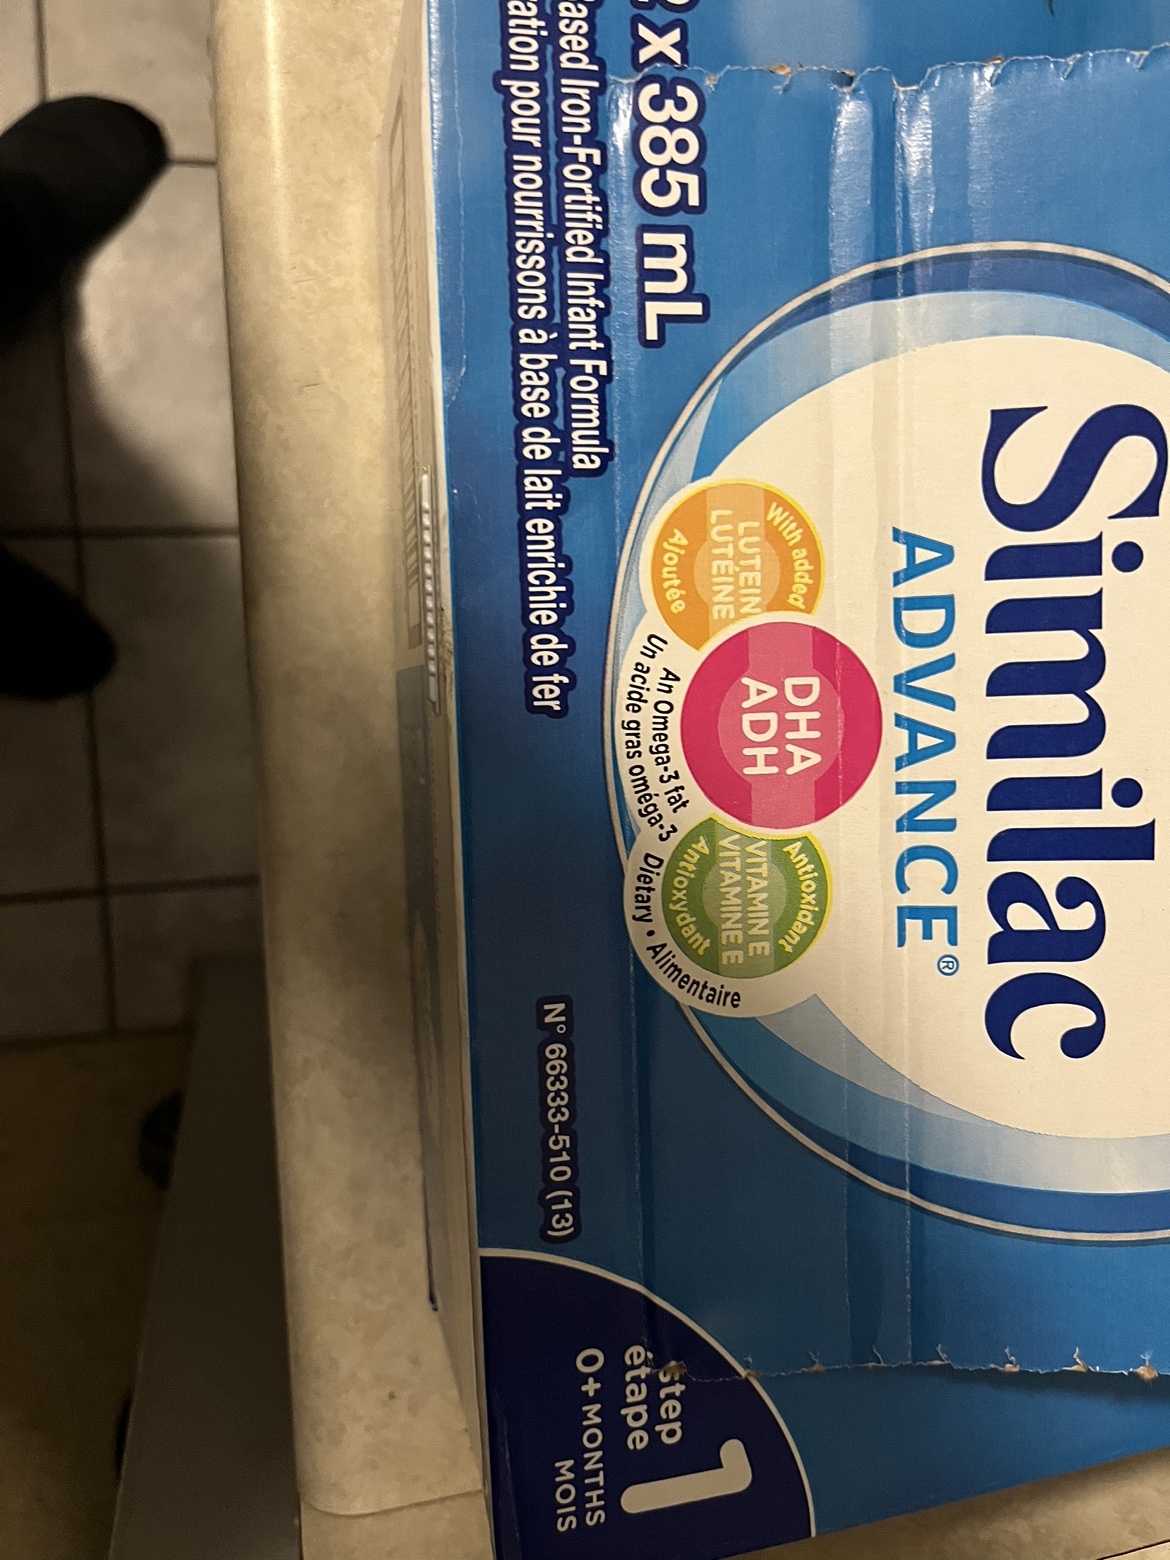 Similac
ADVANCE®
With added
LUTEIN
LUTÉINE
Ajoutée
DHA
ADH
Antioxidant
VITAMIN E
VITAMINE E
Antioxydant
An Omega-3 fat
Un acide gras oméga-3
Dietary • Alimentaire
x 385 mL
Iron-Fortified Infant Formula
pour nourrissons à base de lait enrichie de fer
N° 66333-510 (13)
step
étape
1
0+ MONTHS
MOIS